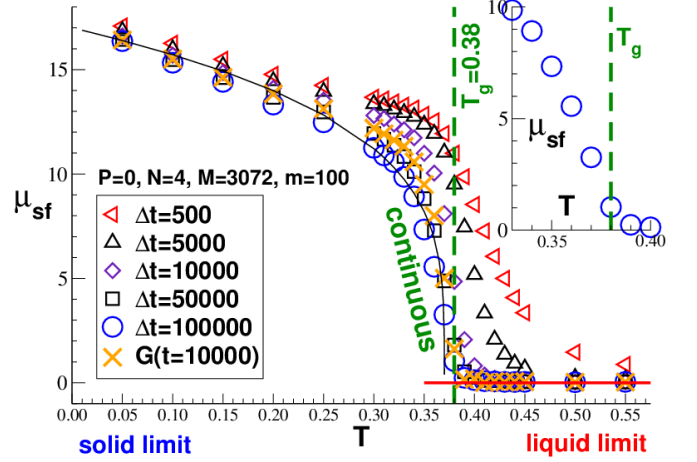 μsf
15
10
5
0
0.00 0.05 0.10 0.15 0.20 0.25 0.30 0.35 0.40 0.45 0.50 0.55
T
solid limit
liquid limit
P=0, N=4, M=3072, m=100
Δt=500
Δt=5000
Δt=10000
Δt=50000
Δt=100000
G(t=10000)
continuous
Tg=0.38
10
5
0
μsf
T
0.35 0.40
Tg